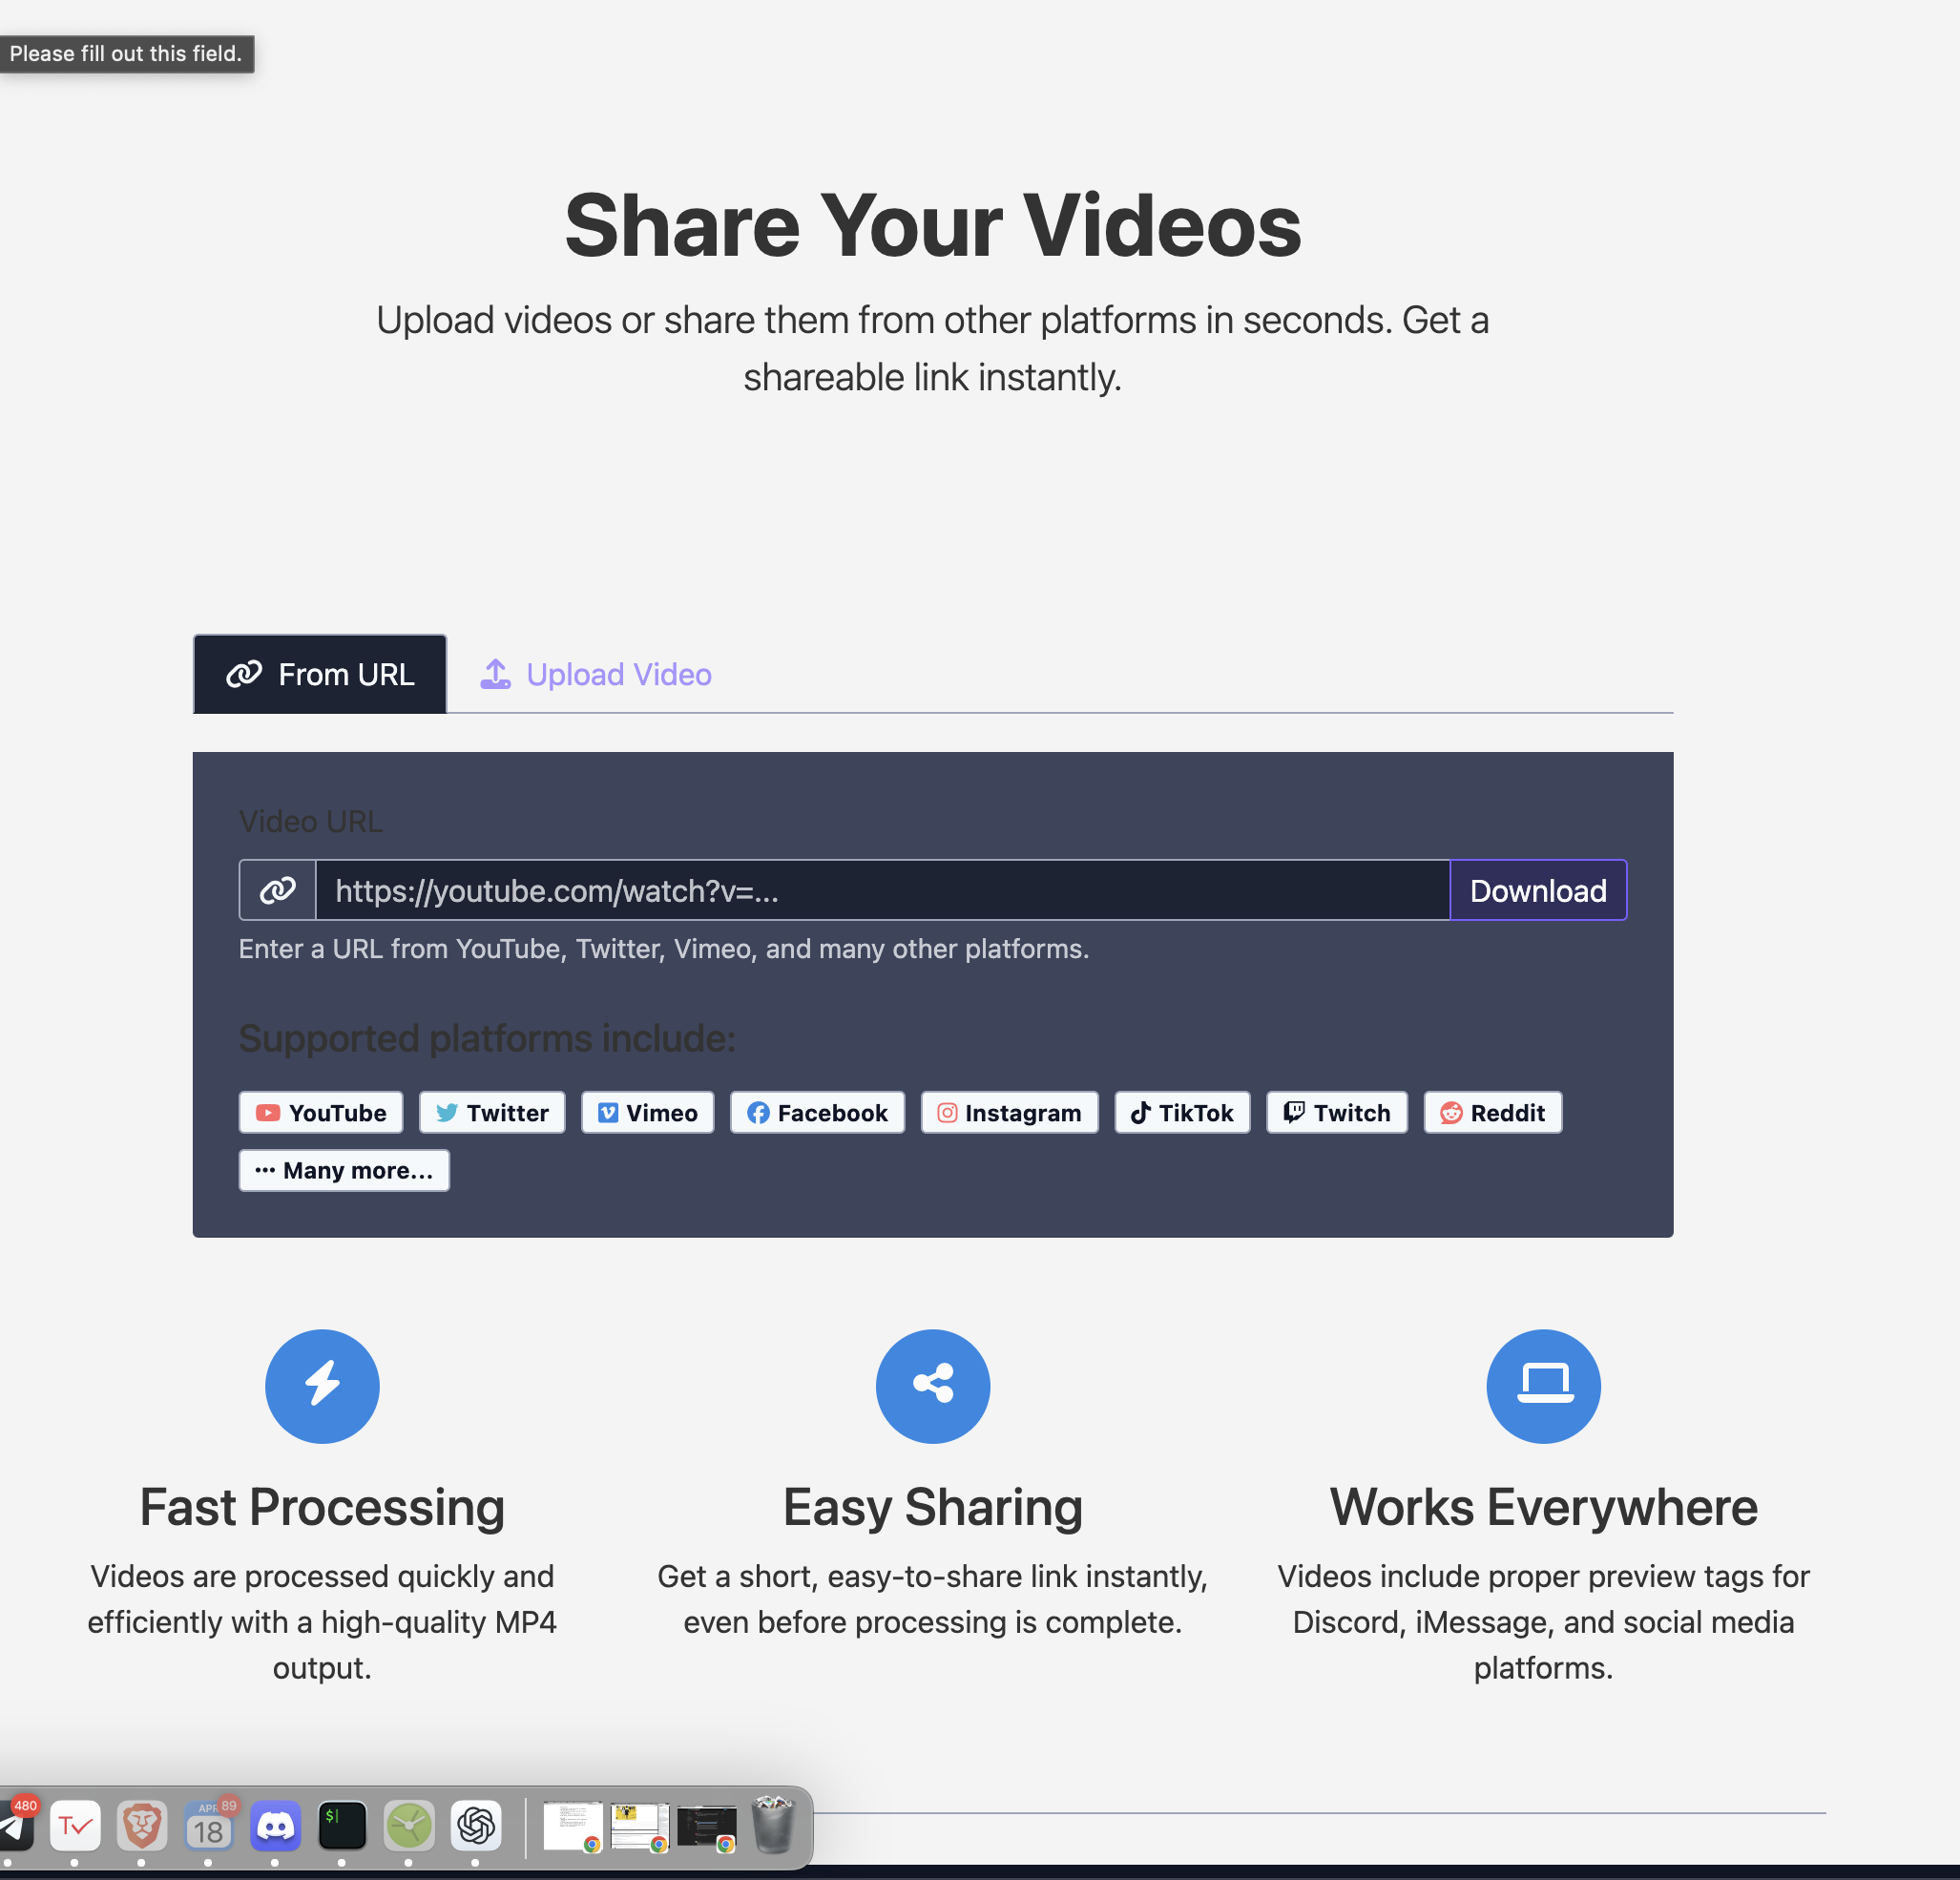 Please fill out this field.
Share Your Videos
Upload videos or share them from other platforms in seconds. Get a
shareable link instantly.
From URL
Upload Video
Video URL
https://youtube.com/watch?v=...
Download
Enter a URL from YouTube, Twitter, Vimeo, and many other platforms.
Supported platforms include:
YouTube
Twitter
Vimeo
Facebook
Instagram
TikTok
Twitch
Reddit
Many more...
Fast Processing
Videos are processed quickly and
efficiently with a high-quality MP4
output.
Easy Sharing
Get a short, easy-to-share link instantly,
even before processing is complete.
Works Everywhere
Videos include proper preview tags for
Discord, iMessage, and social media
platforms.
480
APR
89
18
$